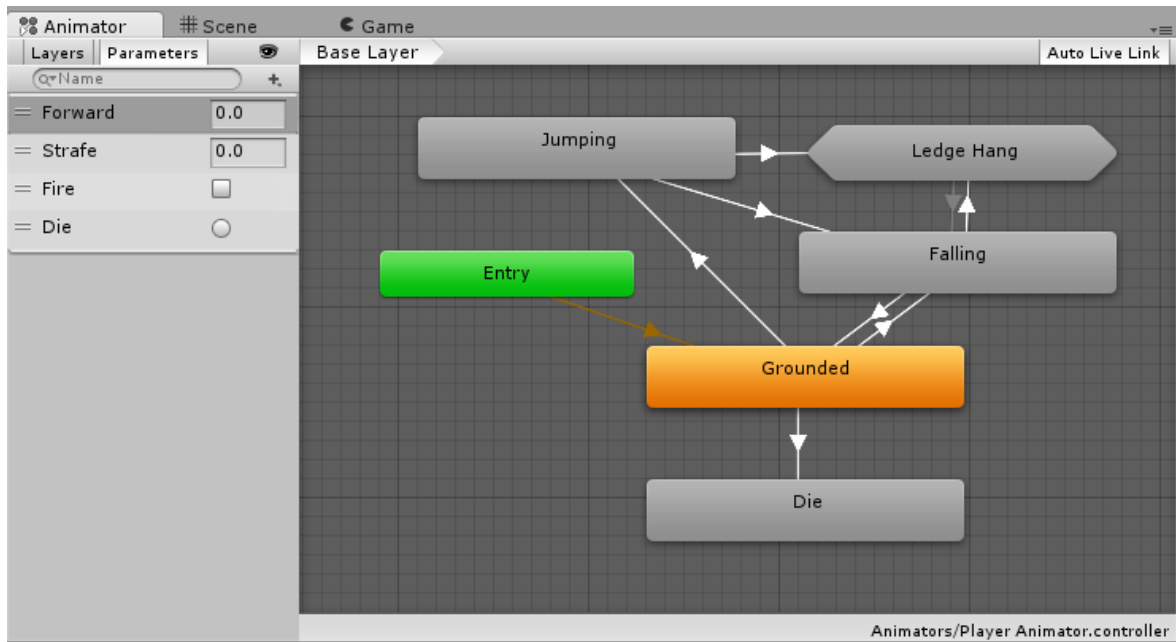 Animator
Scene
Game
Layers
Parameters
Base Layer
Auto Live Link
Name
Forward 0.0
Strafe 0.0
Fire
Die
Jumping
Ledge Hang
Falling
Entry
Grounded
Die
Animators/Player Animator.controller